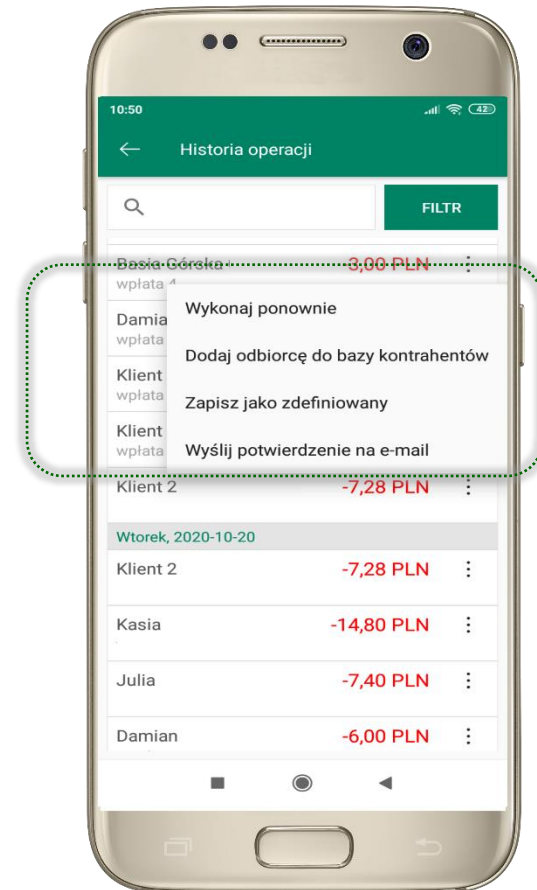 10:50
42
Historia operacji
FILTR
Basia Górska
-3,00 PLN
wpłata 4
Damia
wpłata
Klient
wpłata
Klient
wpłata
Wykonaj ponownie
Dodaj odbiorcę do bazy kontrahentów
Zapisz jako zdefiniowany
Wyślij potwierdzenie na e-mail
Klient 2 -7,28 PLN
Wtorek, 2020-10-20
Klient 2 -7,28 PLN
Kasia -14,80 PLN
Julia -7,40 PLN
Damian -6,00 PLN